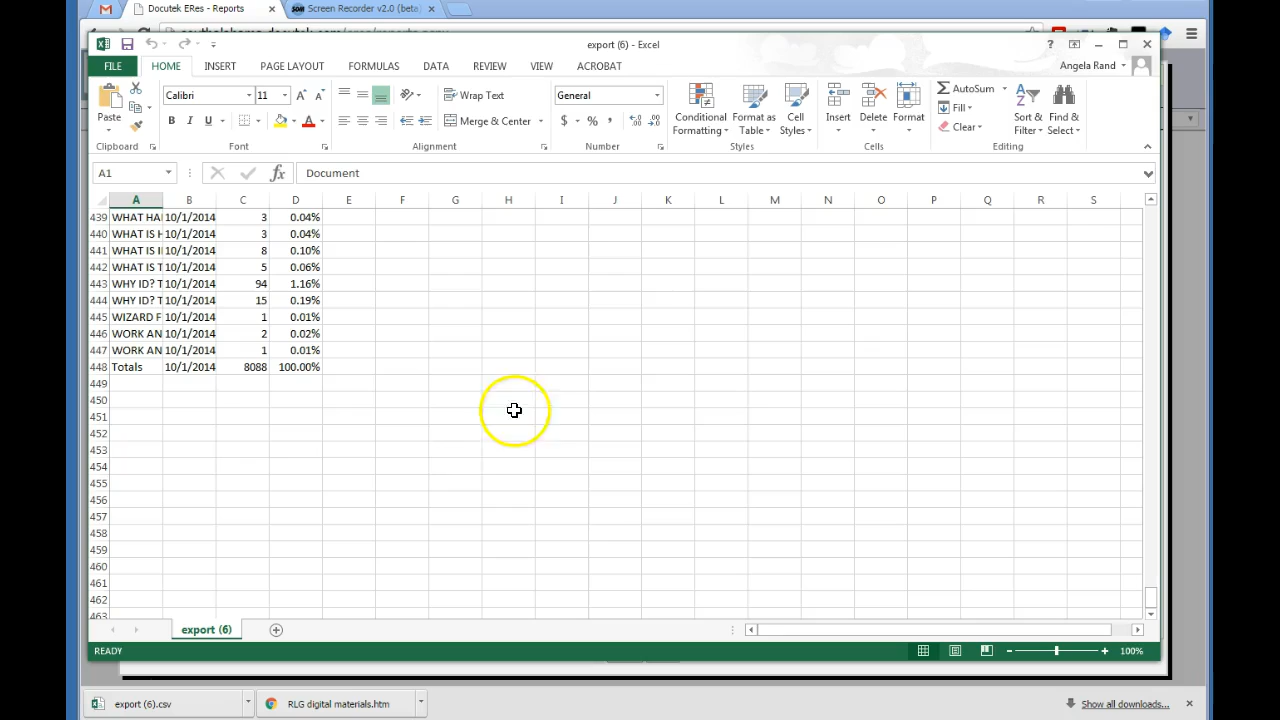 Docutek ERes - Reports
Screen Recorder v2.0 (beta)
export (6) - Excel
FILE HOME INSERT PAGE LAYOUT FORMULAS DATA REVIEW VIEW ACROBAT Angela Rand
Paste
Clipboard
Calibri 11
B I U
Font
Wrap Text
Merge & Center
Alignment
General
$ % ,
Number
Conditional Formatting
Format as Table
Cell Styles
Styles
Insert Delete Format
Cells
AutoSum
Fill
Clear
Sort & Filter
Find & Select
Editing
A1 fx Document
A B C D E F G H I J K L M N O P Q R S
439 WHAT HAI 10/1/2014 3 0.04%
440 WHAT IS H 10/1/2014 3 0.04%
441 WHAT IS II 10/1/2014 8 0.10%
442 WHAT IS T 10/1/2014 5 0.06%
443 WHY ID? T 10/1/2014 94 1.16%
444 WHY ID? T 10/1/2014 15 0.19%
445 WIZARD F 10/1/2014 1 0.01%
446 WORK AN 10/1/2014 2 0.02%
447 WORK AN 10/1/2014 1 0.01%
448 Totals 10/1/2014 8088 100.00%
449
450
451
452
453
454
455
456
457
458
459
460
461
462
463
export (6)
READY 100%
export (6).csv
RLG digital materials.htm
Show all downloads...